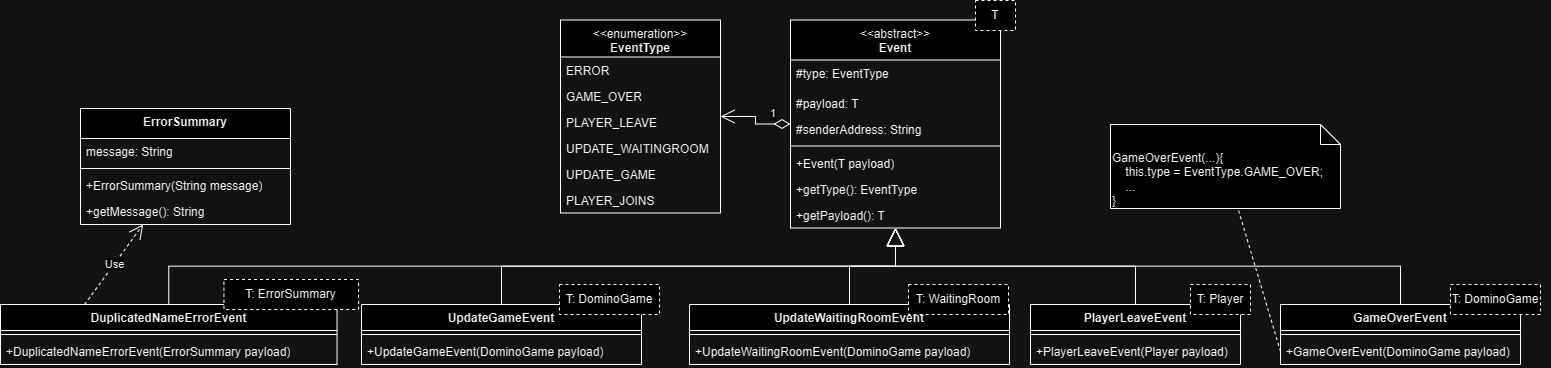 T
<<enumeration>>
EventType
ERROR
GAME_OVER
PLAYER_LEAVE
UPDATE_WAITINGROOM
UPDATE_GAME
PLAYER_JOINS
<<abstract>>
Event
#type: EventType
#payload: T
#senderAddress: String
+Event(T payload)
+getType(): EventType
+getPayload(): T
1
ErrorSummary
message: String
+ErrorSummary(String message)
+getMessage(): String
GameOverEvent(...){
this.type = EventType.GAME_OVER;
...
}
Use
T: ErrorSummary
DuplicatedNameErrorEvent
+DuplicatedNameErrorEvent(ErrorSummary payload)
T: DominoGame
UpdateGameEvent
+UpdateGameEvent(DominoGame payload)
T: WaitingRoom
UpdateWaitingRoomEvent
+UpdateWaitingRoomEvent(DominoGame payload)
T: Player
PlayerLeaveEvent
+PlayerLeaveEvent(Player payload)
T: DominoGame
GameOverEvent
+GameOverEvent(DominoGame payload)